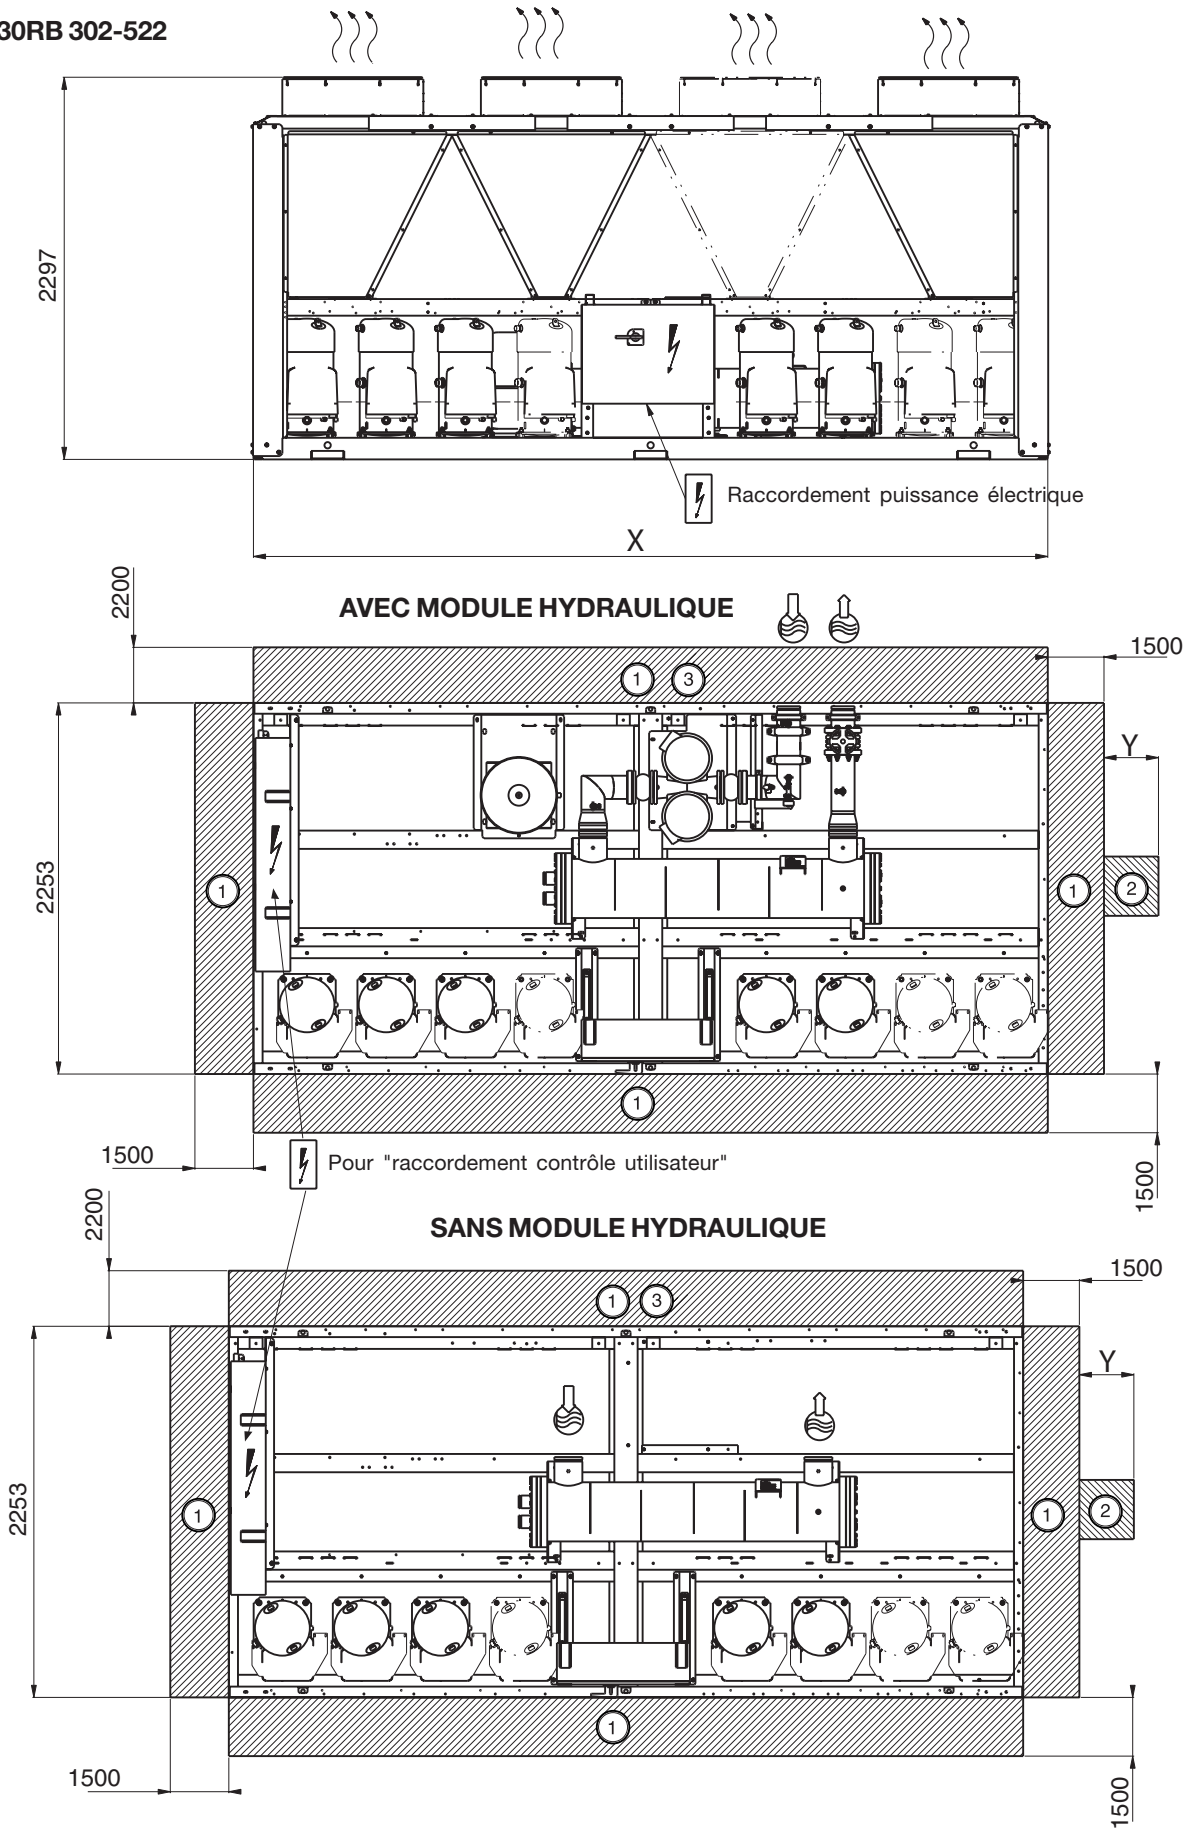 30RB 302-522
2297
Raccordement puissance électrique
X
2200
AVEC MODULE HYDRAULIQUE
1500
1 3
Y
2253
1
1
2
1
1500
Pour "raccordement contrôle utilisateur"
1500
2200
SANS MODULE HYDRAULIQUE
1500
1 3
Y
2253
1
1
2
1
1500
1500